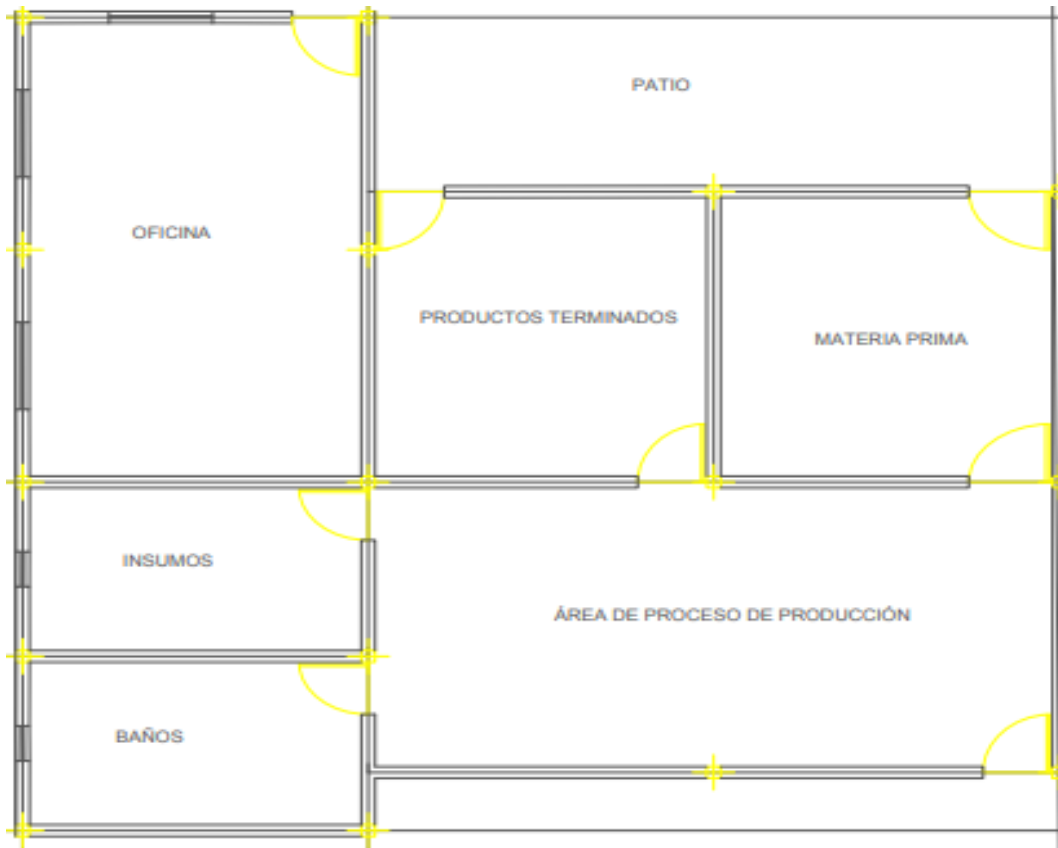 PATIO
OFICINA
PRODUCTOS TERMINADOS
MATERIA PRIMA
INSUMOS
ÁREA DE PROCESO DE PRODUCCIÓN
BAÑOS